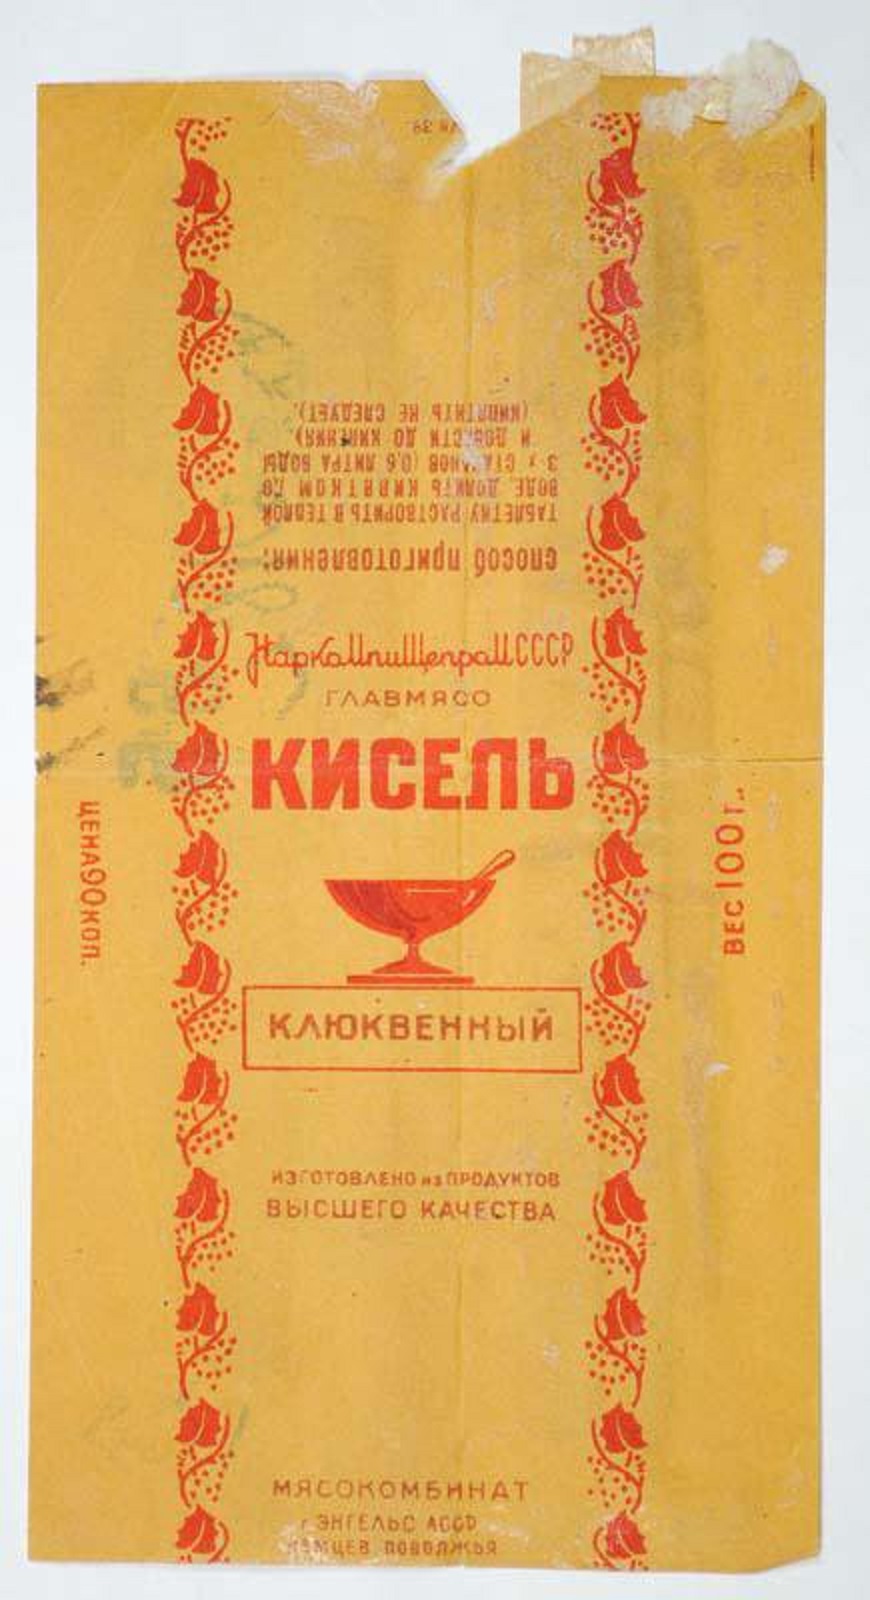 НаркомпищепромСССР
ГЛАВМЯСО
КИСЕЛЬ
КЛЮКВЕННЫЙ
ИЗГОТОВЛЕНО из ПРОДУКТОВ
ВЫСШЕГО КАЧЕСТВА
МЯСОКОМБИНАТ
г ЭНГЕЛЬС АССР
НЕМЦЕВ ПОВОЛЖЬЯ
способ приготовления:
ТАБЛЕТКУ РАСТВОРИТЬ В ТЕПЛОЙ
ВОДЕ, ДОЛИТЬ КИПЯТКОМ ДО
3 х СТАКАНОВ (0,6 ЛИТРА ВОДЫ
И ДОВЕСТИ ДО КИПЕНИЯ)
(КИПЯТИТЬ НЕ СЛЕДУЕТ).
ЦЕНА 90 КОП.
ВЕС 100 г.